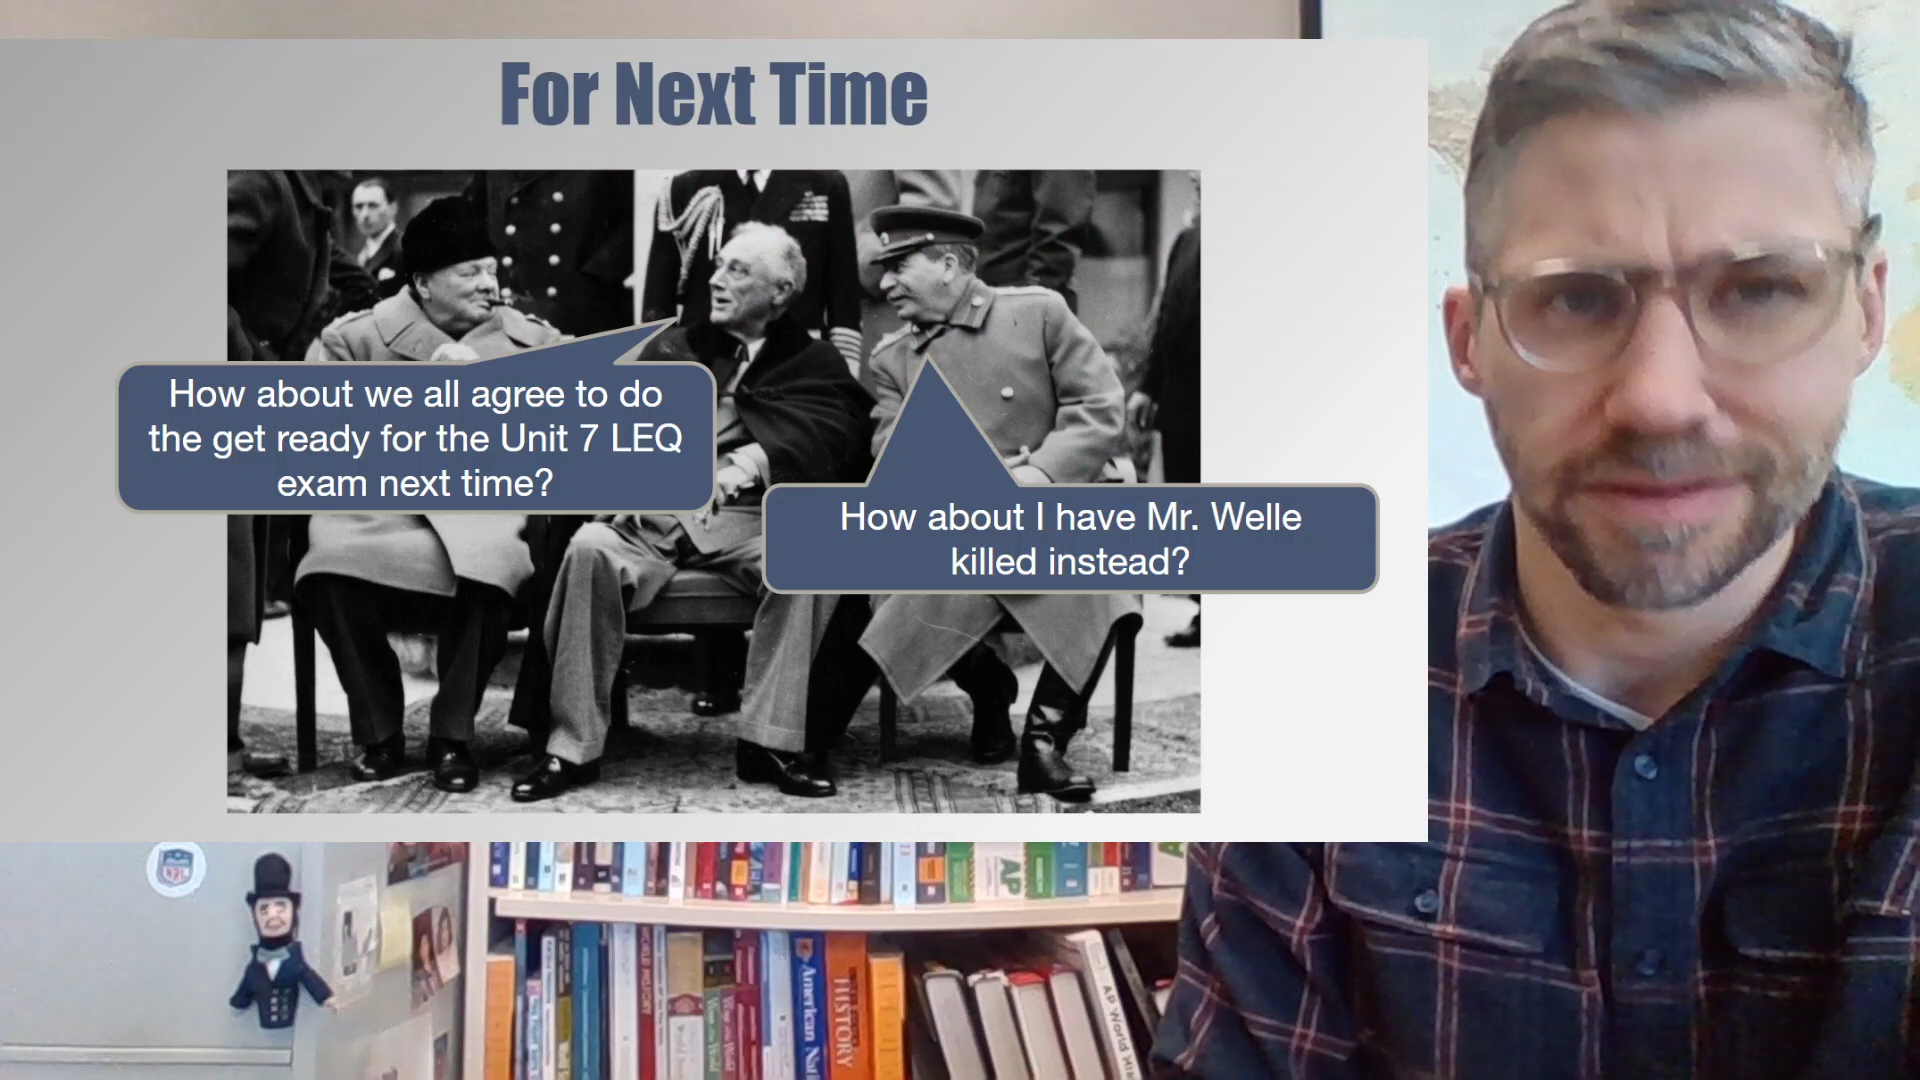 For Next Time
How about we all agree to do
the get ready for the Unit 7 LEQ
exam next time?
How about I have Mr. Welle
killed instead?
NFL
AP
American
HISTORY
AP World